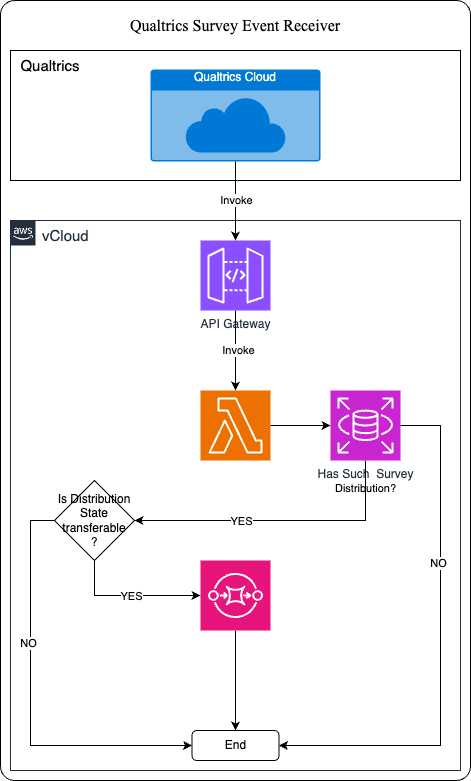 Qualtrics Survey Event Receiver
Qualtrics
Qualtrics Cloud
Invoke
aws
vCloud
API Gateway
Invoke
Has Such Survey
Distribution?
Is Distribution
State
transferable
?
YES
NO
YES
NO
End